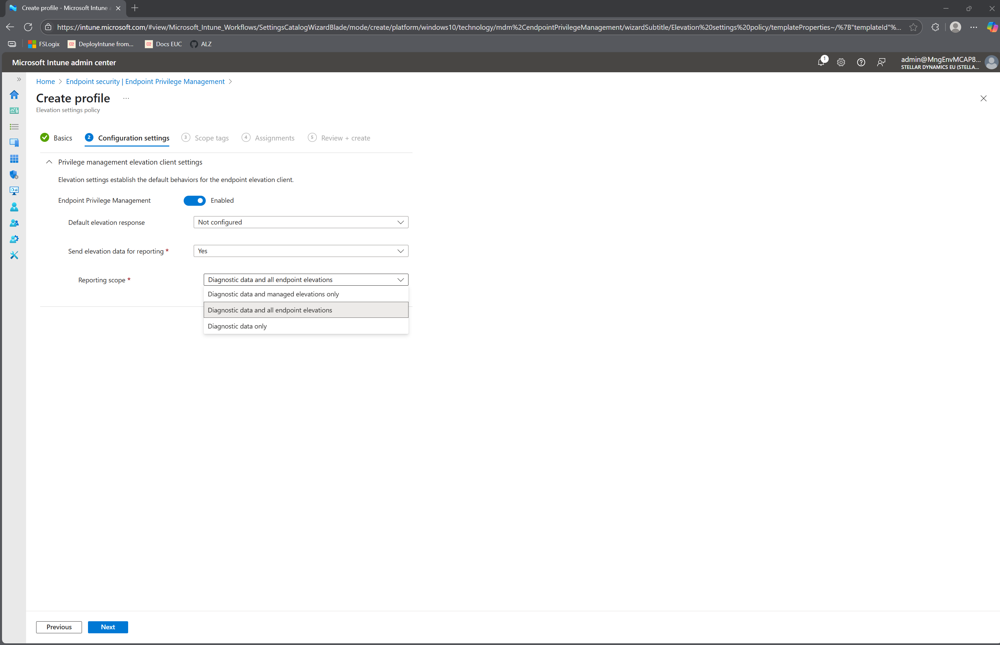 Create profile - Microsoft Intune a
https://intune.microsoft.com/#view/Microsoft_Intune_Workflows/SettingsCatalogWizardBlade/mode/create/platform/windows10/technology/mdm%2CendpointPrivilegeManagement/wizardSubtitle/Elevation%20settings%20policy/templateProperties~/%7B"templateId"%...
FSLogix
DeployIntune from...
Docs EUC
ALZ
Microsoft Intune admin center
1
admin@MngEnvMCAP8...
STELLAR DYNAMICS EU (STELLA...
Home > Endpoint security | Endpoint Privilege Management >
Create profile ...
Elevation settings policy
Basics
2 Configuration settings
3 Scope tags
4 Assignments
5 Review + create
Privilege management elevation client settings
Elevation settings establish the default behaviors for the endpoint elevation client.
Endpoint Privilege Management Enabled
Default elevation response Not configured
Send elevation data for reporting * Yes
Reporting scope * Diagnostic data and all endpoint elevations
Diagnostic data and managed elevations only
Diagnostic data and all endpoint elevations
Diagnostic data only
Previous
Next